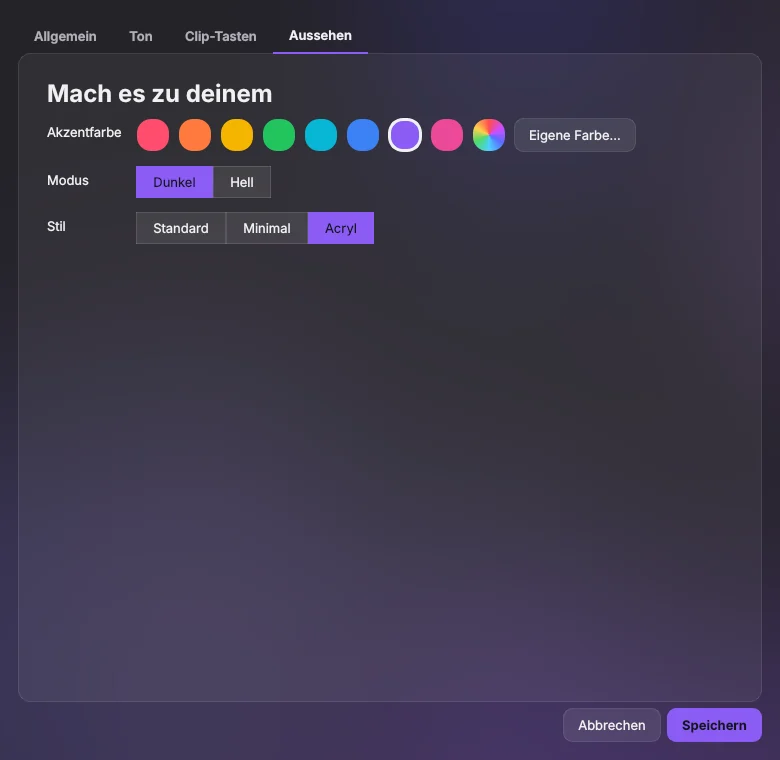 Allgemein Ton Clip-Tasten Aussehen
Mach es zu deinem
Akzentfarbe Eigene Farbe...
Modus Dunkel Hell
Stil Standard Minimal Acryl
Abbrechen Speichern